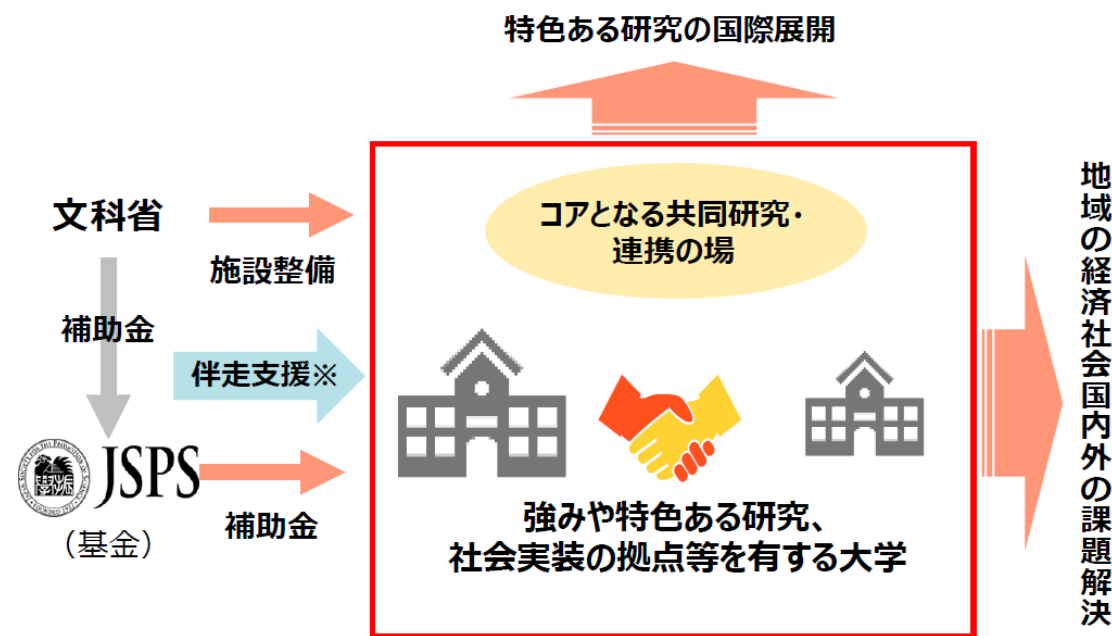 特色ある研究の国際展開
文科省
施設整備
補助金
伴走支援※
JSPS
（基金）
補助金
コアとなる共同研究・
連携の場
強みや特色ある研究、
社会実装の拠点等を有する大学
地域の経済社会国内外の課題解決